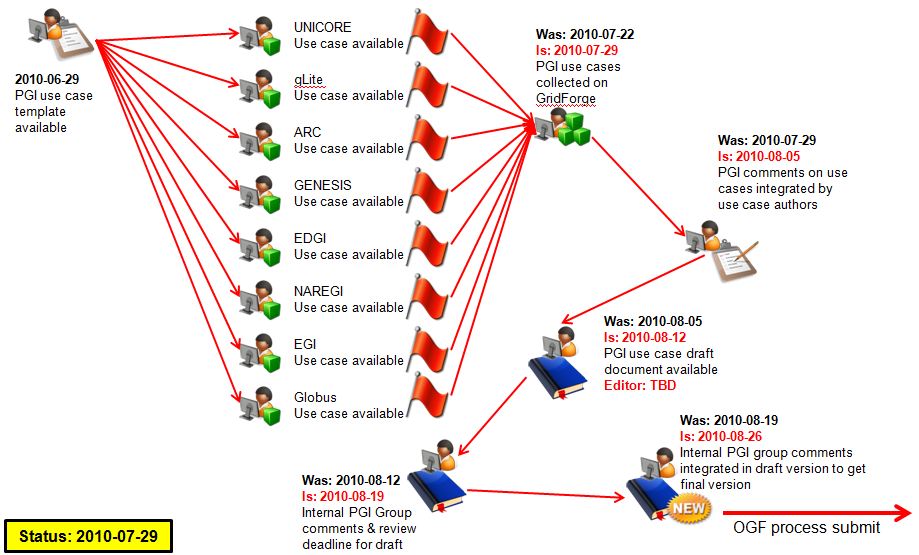 2010-06-29
PGI use case
template
available
UNICORE
Use case available
gLite
Use case available
ARC
Use case available
GENESIS
Use case available
EDGI
Use case available
NAREGI
Use case available
EGI
Use case available
Globus
Use case available
Was: 2010-07-22
Is: 2010-07-29
PGI use cases
collected on
GridForge
Was: 2010-07-29
Is: 2010-08-05
PGI comments on use
cases integrated by
use case authors
Was: 2010-08-05
Is: 2010-08-12
PGI use case draft
document available
Editor: TBD
Was: 2010-08-12
Is: 2010-08-19
Internal PGI Group
comments & review
deadline for draft
Was: 2010-08-19
Is: 2010-08-26
Internal PGI group comments
integrated in draft version to get
final version
NEW
OGF process submit
Status: 2010-07-29